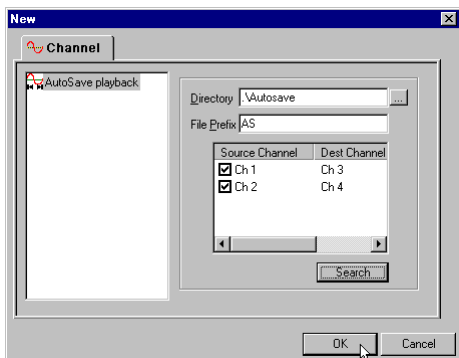 New
Channel
AutoSave playback
Directory .\Autosave ...
File Prefix AS
Source Channel Dest Channel
Ch 1 Ch 3
Ch 2 Ch 4
Search
OK Cancel